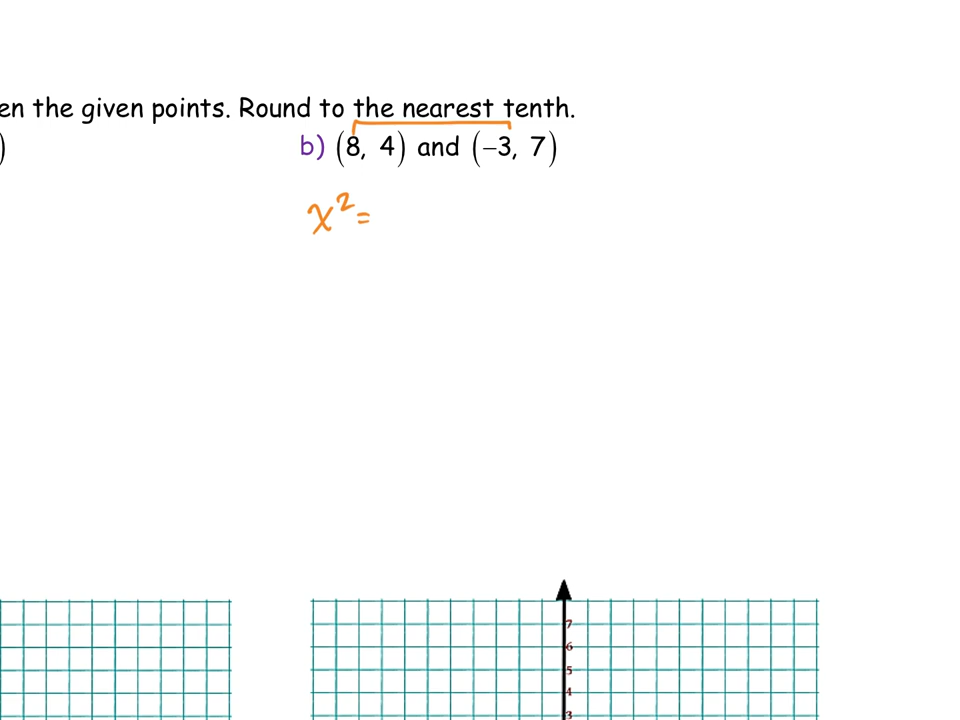 en the given points. Round to the nearest tenth.
) b) (8, 4) and (−3, 7)
x²=
7
6
5
4
3